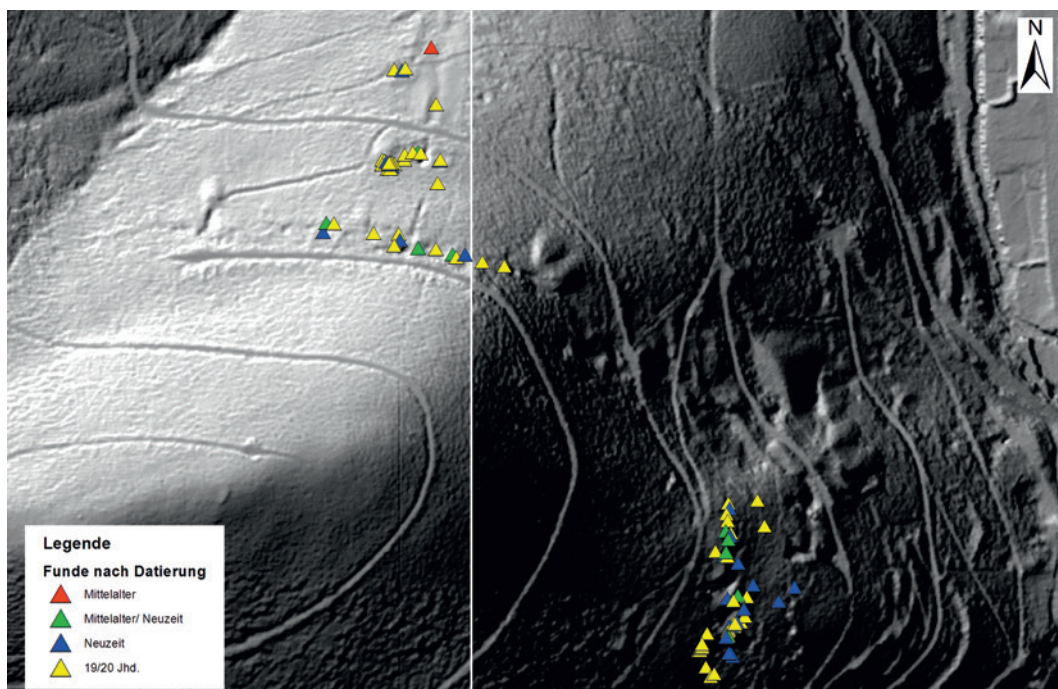 N
Legende
Funde nach Datierung
Mittelalter
Mittelalter/ Neuzeit
Neuzeit
19/20 Jhd.